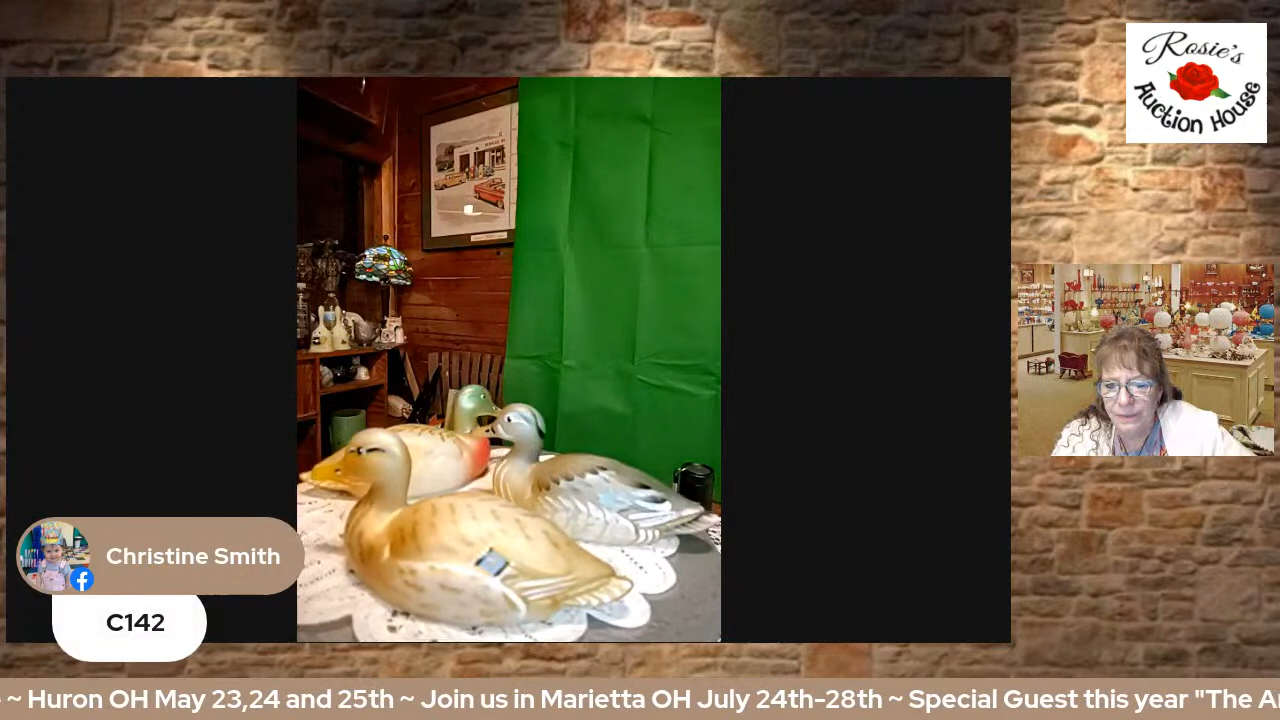 Rosie's
Auction House
Christine Smith
C142
~ Huron OH May 23,24 and 25th ~ Join us in Marietta OH July 24th-28th ~ Special Guest this year "The